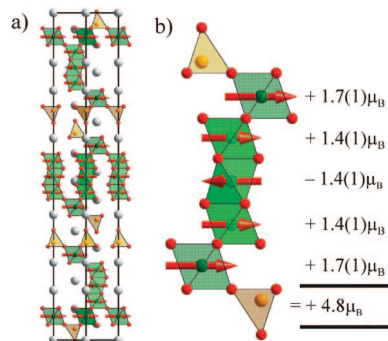 a)
b)
+ 1.7(1)μB
+ 1.4(1)μB
– 1.4(1)μB
+ 1.4(1)μB
+ 1.7(1)μB
= + 4.8μB